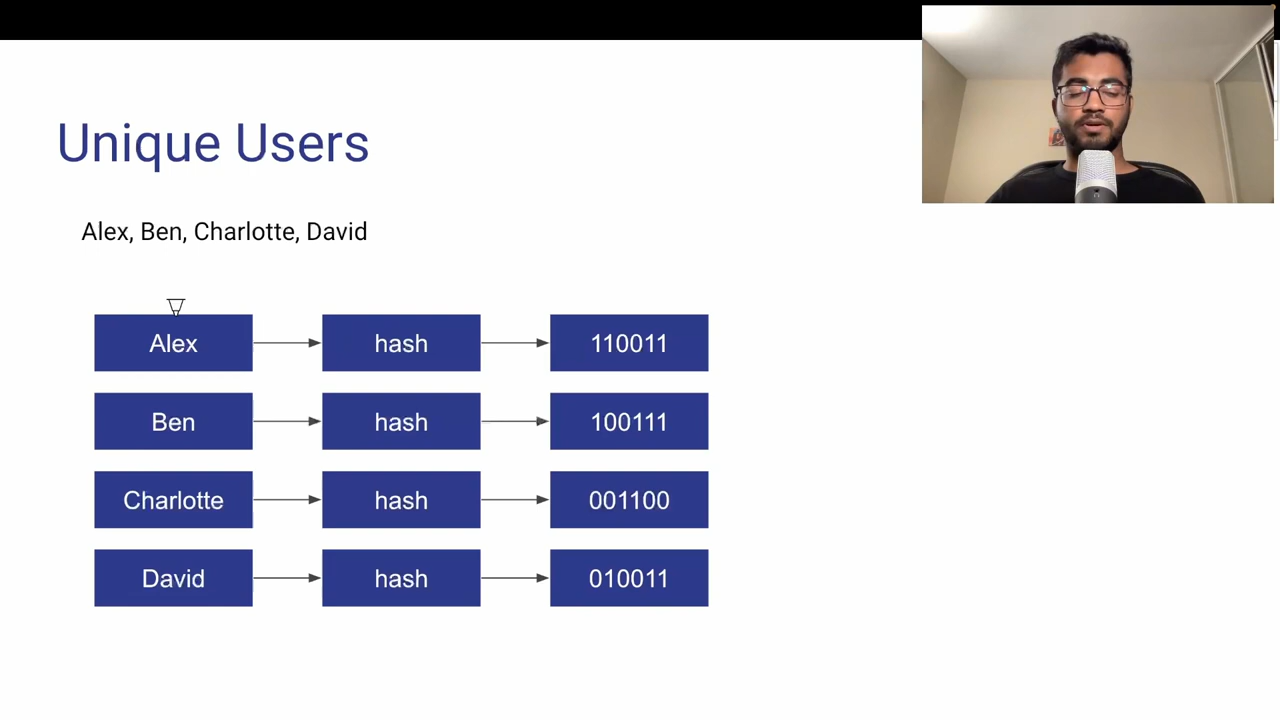 Unique Users
Alex, Ben, Charlotte, David
Alex hash 110011
Ben hash 100111
Charlotte hash 001100
David hash 010011